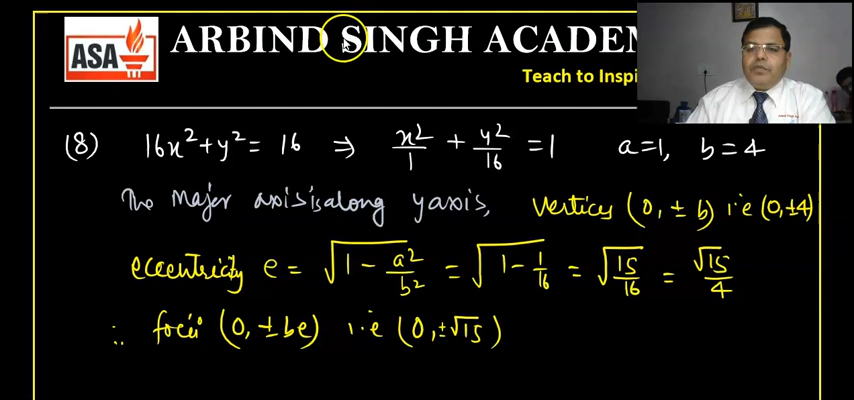 ASA
ARBIND SINGH ACADEM
Teach to Inspi
(8) 16x² + y² = 16 ⇒ x²/1 + y²/16 = 1 a=1, b=4
The Major axis is along y axis, Vertices (0, ± b) i.e (0, ±4)
eccentricity e = √(1 - a²/b²) = √(1 - 1/16) = √(15/16) = √15/4
∴ foci (0, ± be) i.e (0, ±√15)